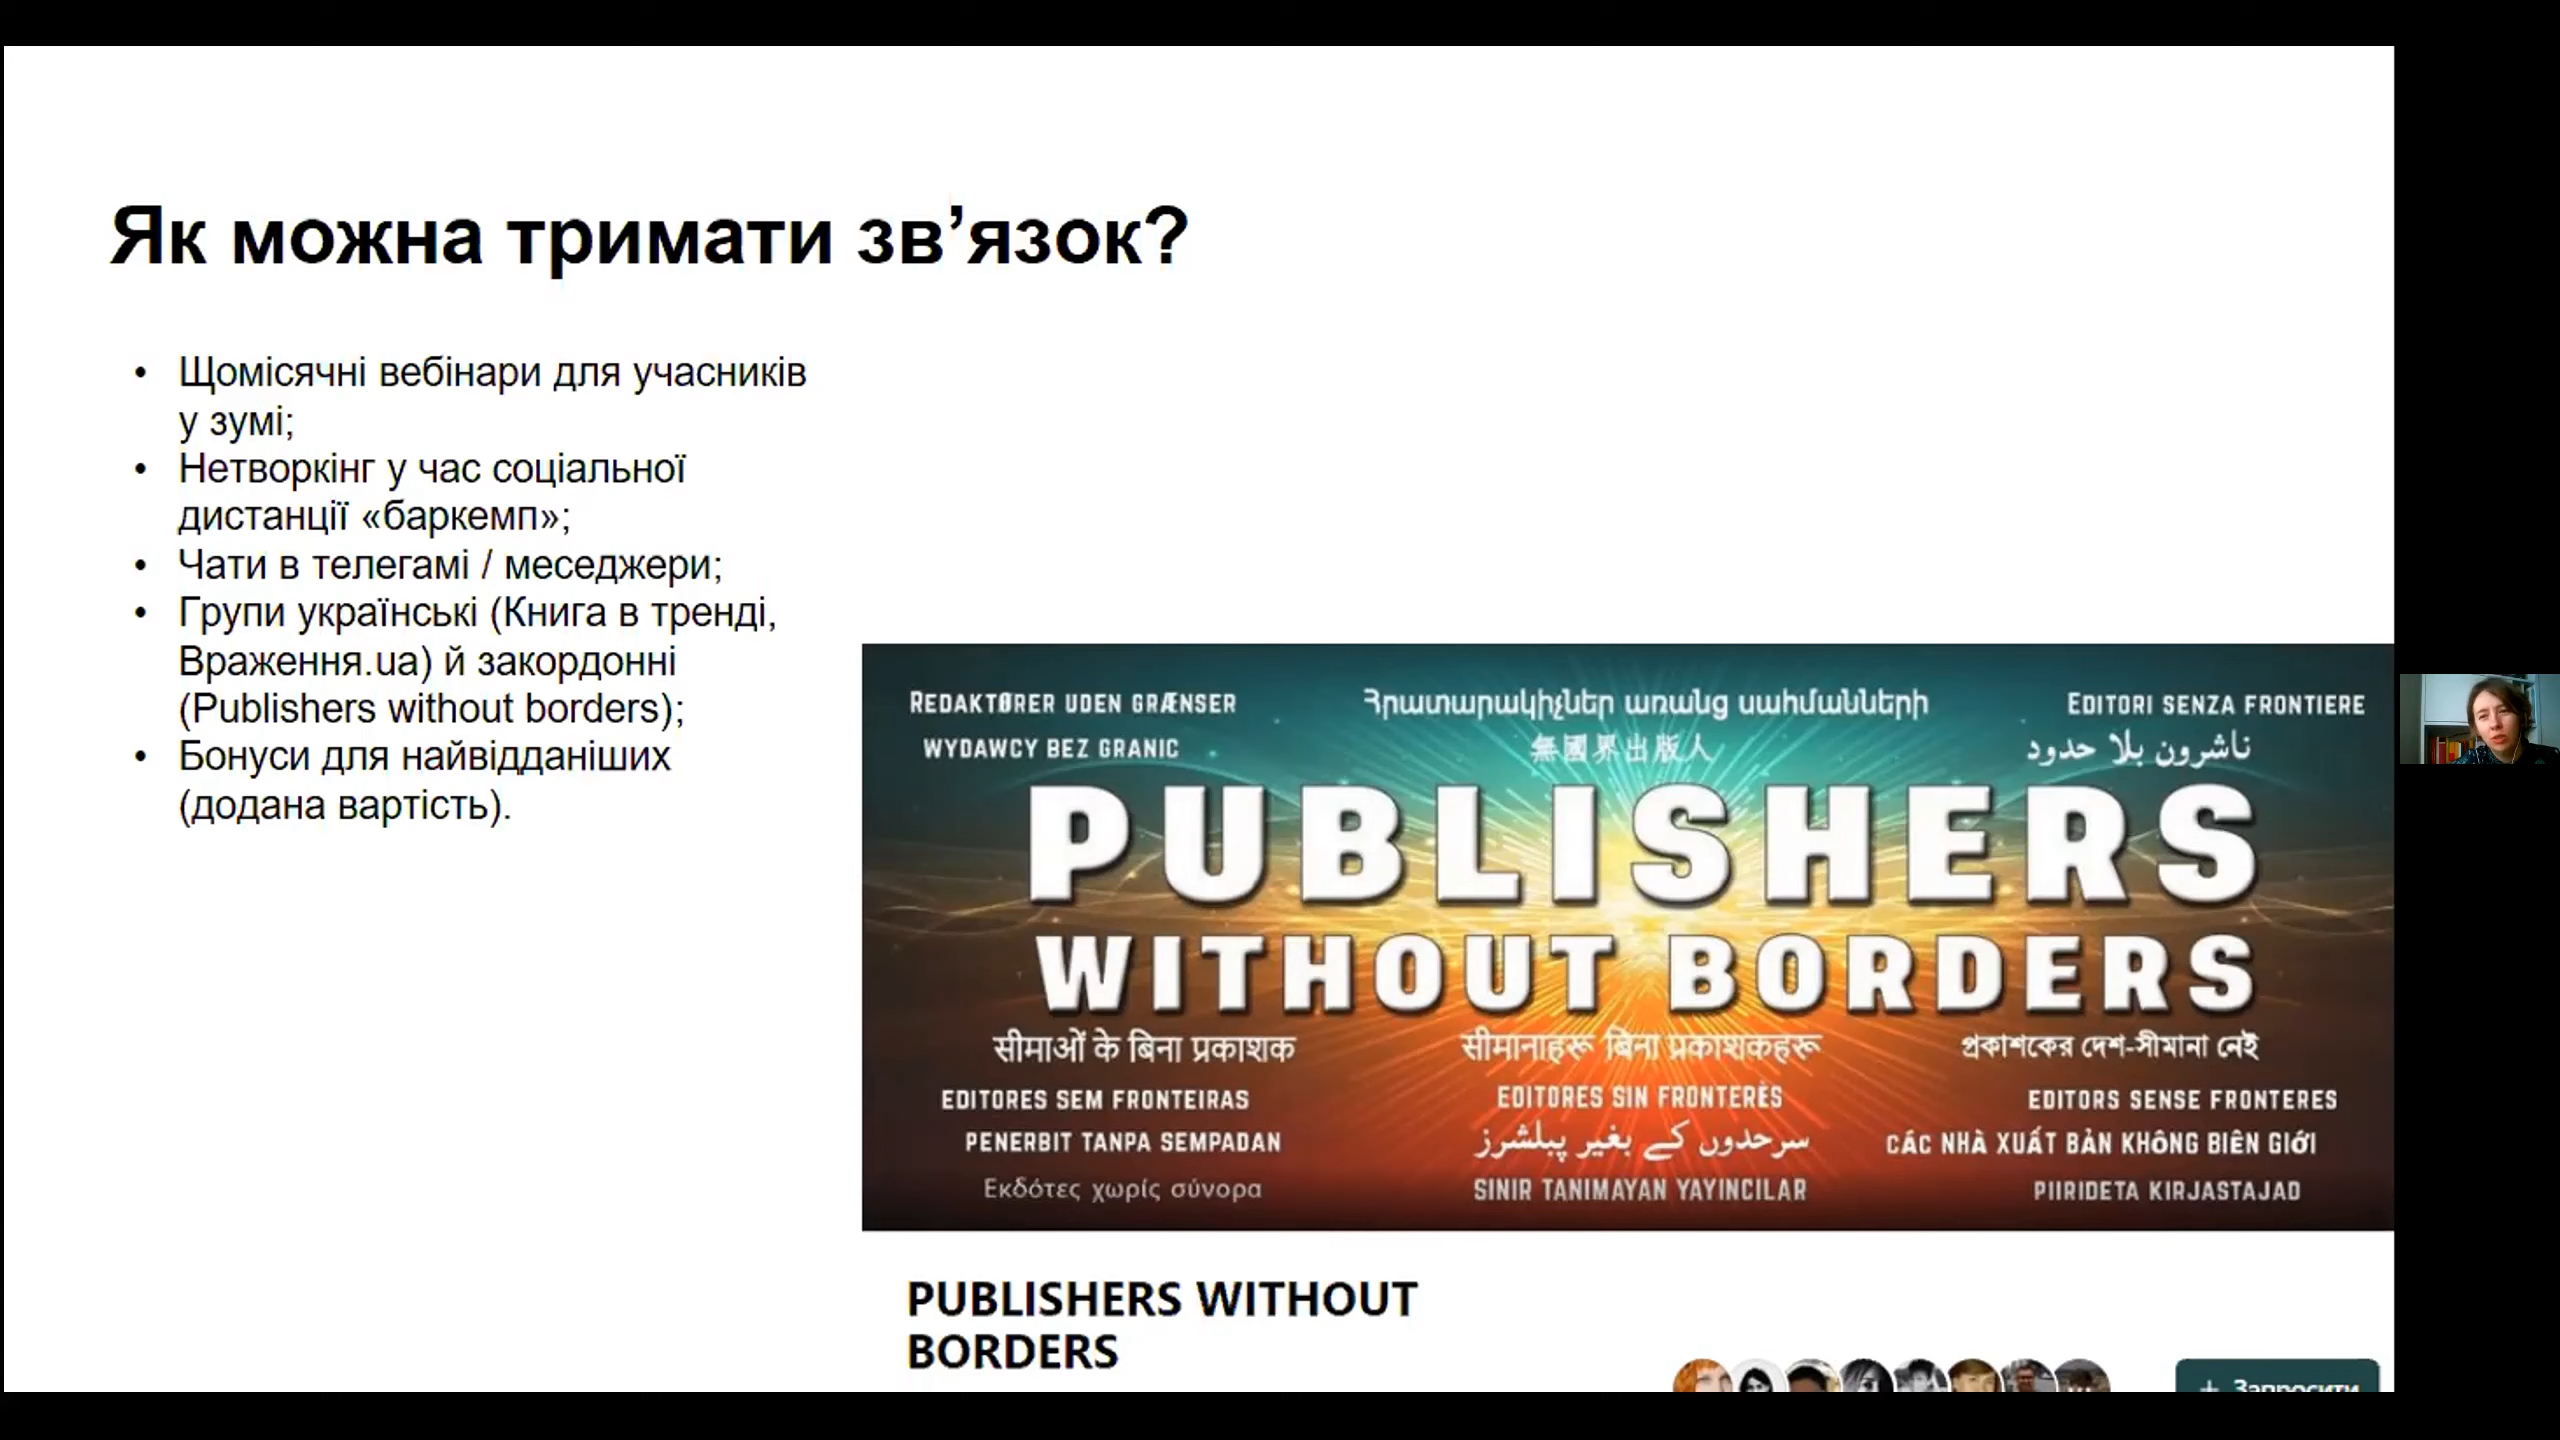 Як можна тримати зв’язок?
• Щомісячні вебінари для учасників
у зумі;
• Нетворкінг у час соціальної
дистанції «баркемп»;
• Чати в телегамі / меседжери;
• Групи українські (Книга в тренді,
Враження.ua) й закордонні
(Publishers without borders);
• Бонуси для найвідданіших
(додана вартість).
REDAKTØRER UDEN GRÆNSER
Հրատարակիչներ առանց սահմանների
EDITORI SENZA FRONTIERE
WYDAWCY BEZ GRANIC
無國界出版人
ناشرون بلا حدود
PUBLISHERS
WITHOUT BORDERS
सीमाओं के बिना प्रकाशक
सीमानाहरू बिना प्रकाशकहरू
প্রকাশকের দেশ-সীমানা নেই
EDITORES SEM FRONTEIRAS
EDITORES SIN FRONTERÈS
EDITORS SENSE FRONTERES
PENERBIT TANPA SEMPADAN
سرحدوں کے بغیر پبلشرز
CÁC NHÀ XUẤT BẢN KHÔNG BIÊN GIỚI
Εκδότες χωρίς σύνορα
SINIR TANIMAYAN YAYINCILAR
PIIRIDETA KIRJASTAJAD
PUBLISHERS WITHOUT
BORDERS
+ Запросити